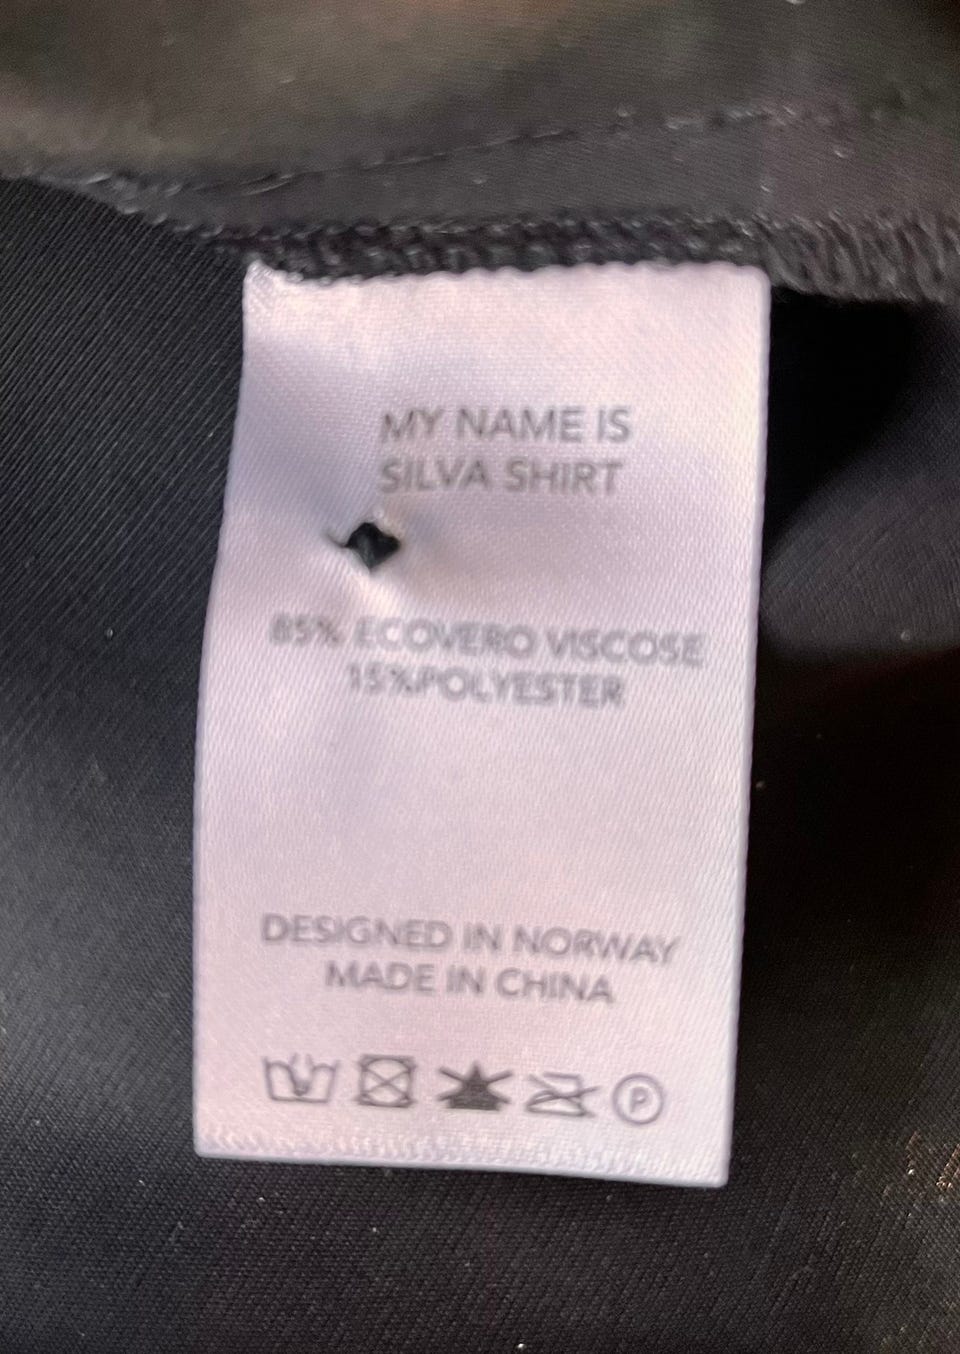 MY NAME IS
SILVA SHIRT
85% ECOVERO VISCOSE
15%POLYESTER
DESIGNED IN NORWAY
MADE IN CHINA
P